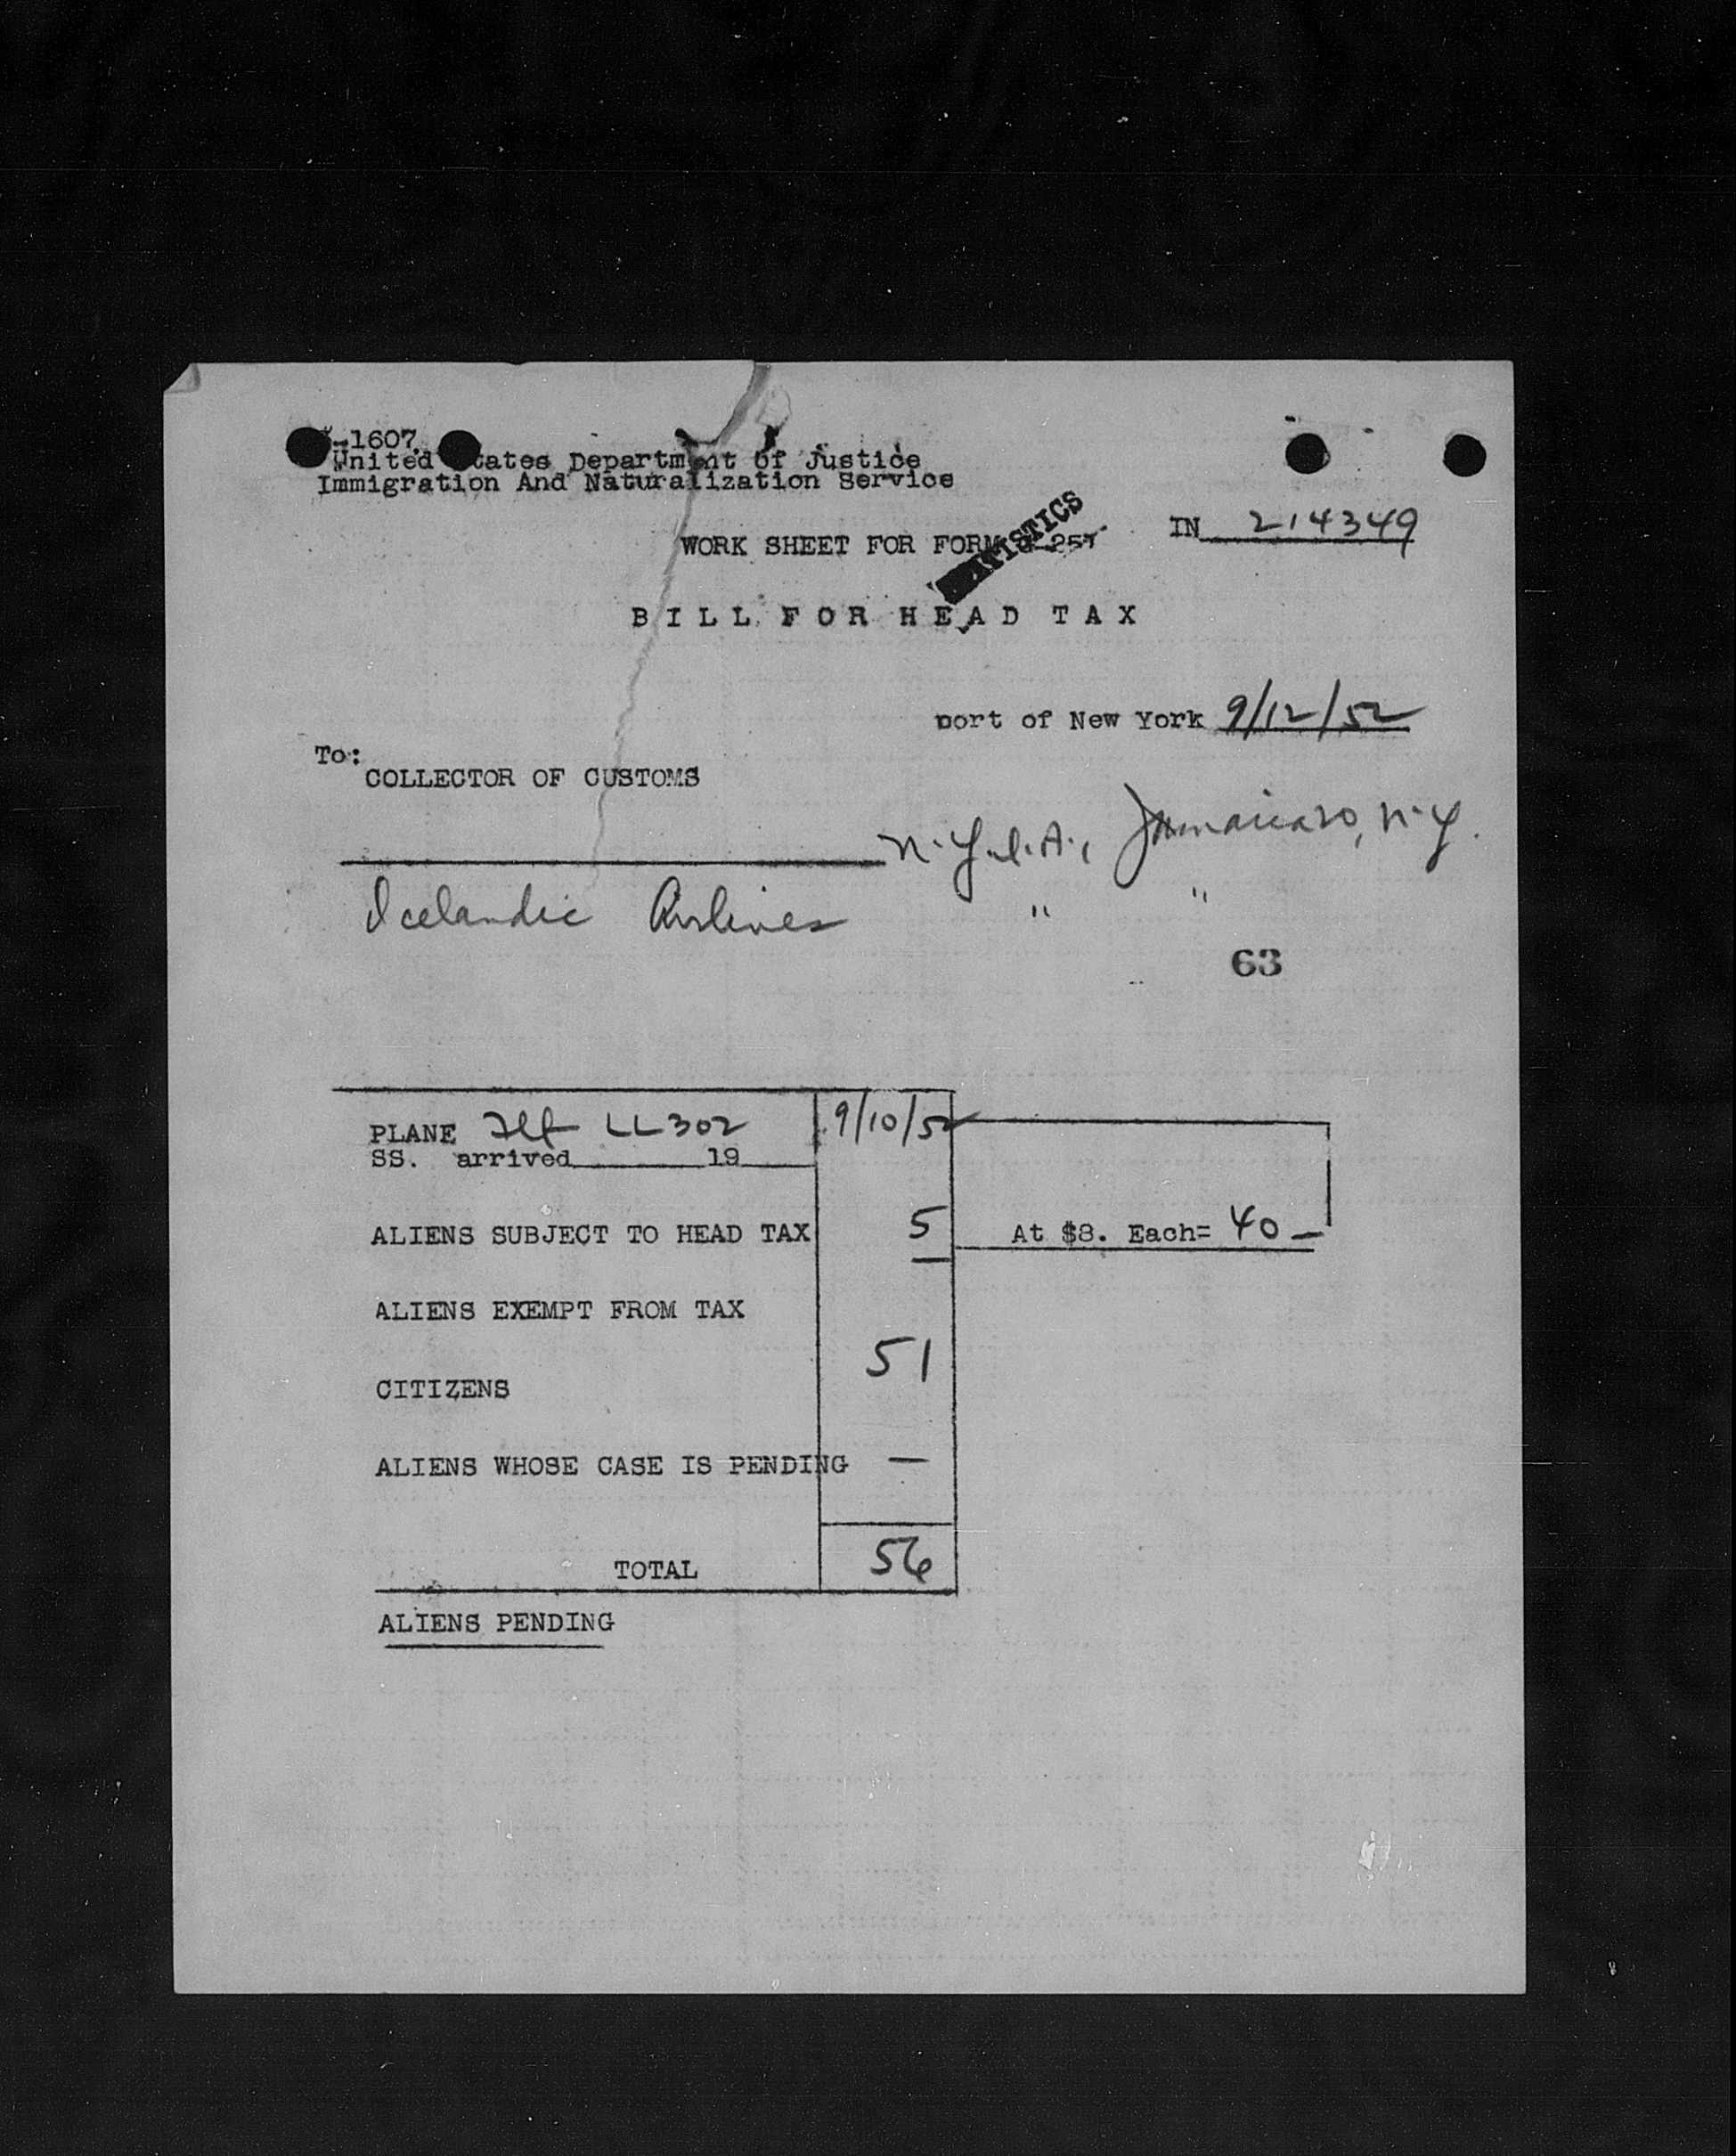 -1607
United States Department of Justice
Immigration And Naturalization Service
STATISTICS
WORK SHEET FOR FORM
IN 214349
BILL FOR HEAD TAX
port of New York 9/12/52
To:
COLLECTOR OF CUSTOMS
N.Y.I.A., Jamaica 20, N.Y.
Icelandic Airlines " "
63
PLANE Flt LL302 9/10/52
SS. arrived 19
ALIENS SUBJECT TO HEAD TAX 5 At $8. Each= 40 —
ALIENS EXEMPT FROM TAX
51
CITIZENS
ALIENS WHOSE CASE IS PENDING —
TOTAL 56
ALIENS PENDING